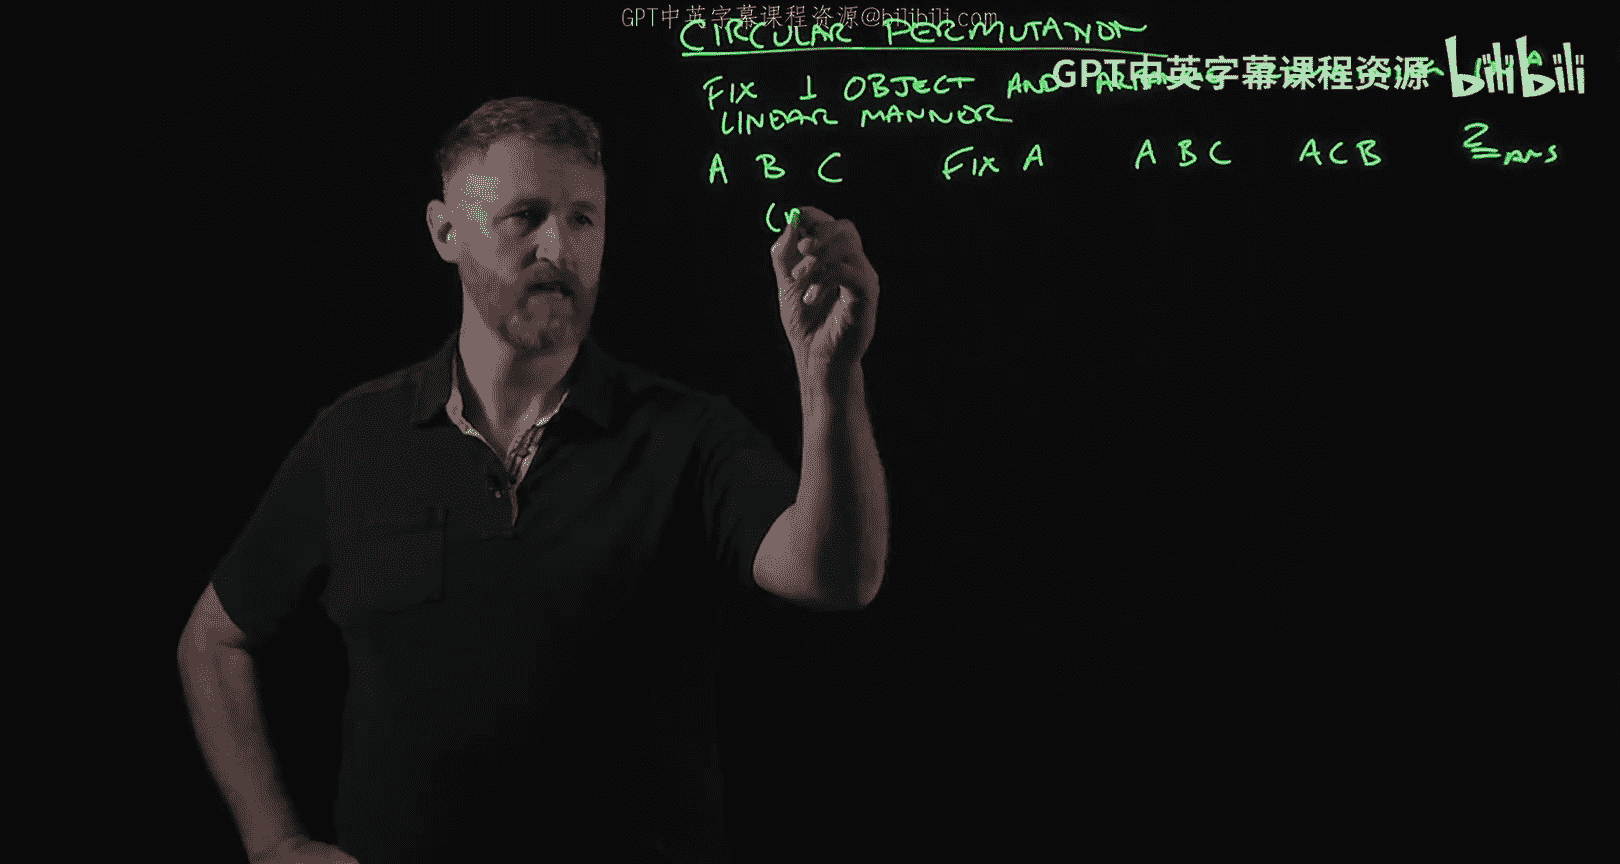 GPT中英字幕课程资源@bilibili.com
CIRCULAR PERMUTATION
GPT中英字幕课程资源 bilibili
FIX 1 OBJECT AND A
LINEAR MANNER
A B C FIX A A B C A C B 2
(n